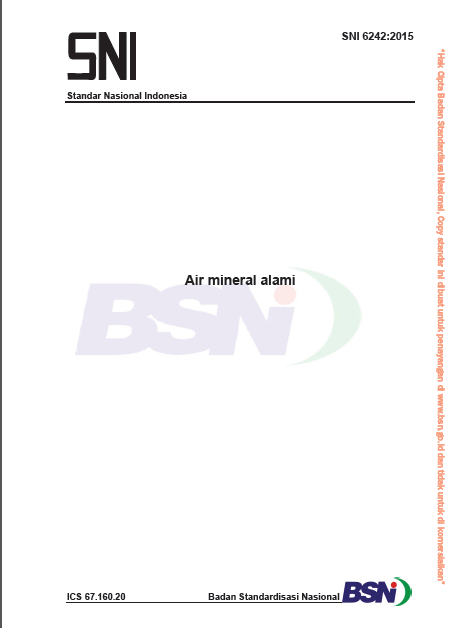 SNI
SNI 6242:2015
Standar Nasional Indonesia
Air mineral alami
BSN
ICS 67.160.20
Badan Standardisasi Nasional
BSN
"Hak Cipta Badan Standardisasi Nasional, Copy standar ini dibuat untuk penayangan di www.bsn.go.id dan tidak untuk di komersialkan"